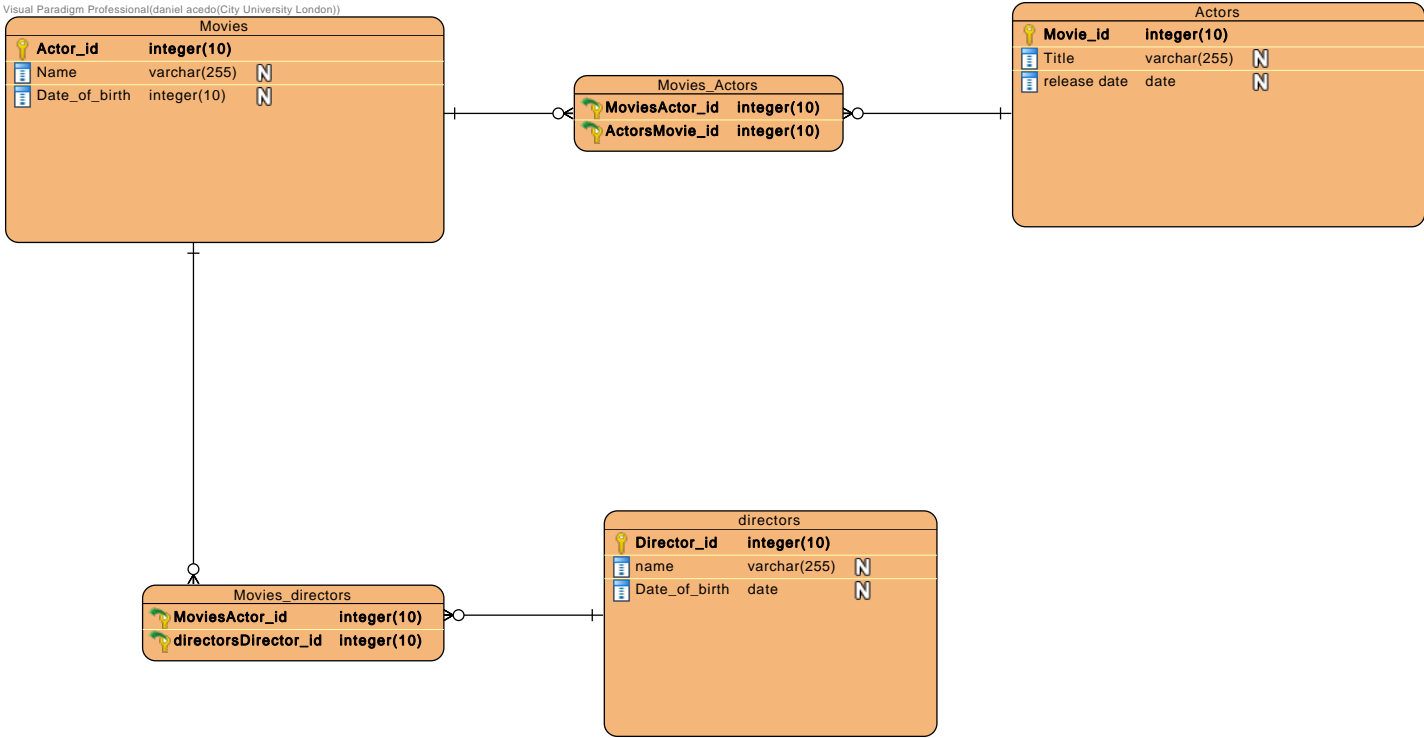 Visual Paradigm Professional(daniel acedo(City University London))
Movies
Actor_id integer(10)
Name varchar(255) N
Date_of_birth integer(10) N
Movies_Actors
MoviesActor_id integer(10)
ActorsMovie_id integer(10)
Actors
Movie_id integer(10)
Title varchar(255) N
release date date N
Movies_directors
MoviesActor_id integer(10)
directorsDirector_id integer(10)
directors
Director_id integer(10)
name varchar(255) N
Date_of_birth date N